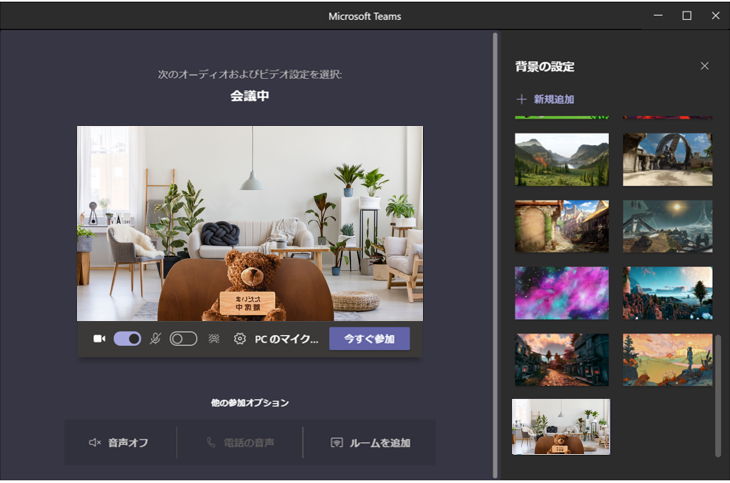 Microsoft Teams
次のオーディオおよびビデオ設定を選択:
会議中
PC のマイク...
今すぐ参加
他の参加オプション
音声オフ
電話の音声
ルームを追加
背景の設定
新規追加